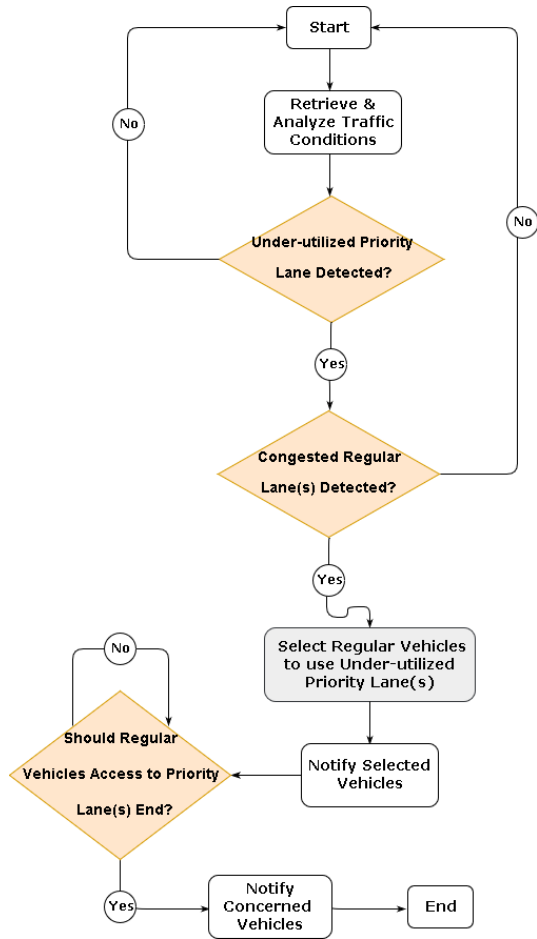 Start
No
Retrieve &
Analyze Traffic
Conditions
No
Under-utilized Priority
Lane Detected?
Yes
Congested Regular
Lane(s) Detected?
Yes
Select Regular Vehicles
to use Under-utilized
Priority Lane(s)
No
Should Regular
Vehicles Access to Priority
Lane(s) End?
Notify Selected
Vehicles
Yes
Notify
Concerned
Vehicles
End